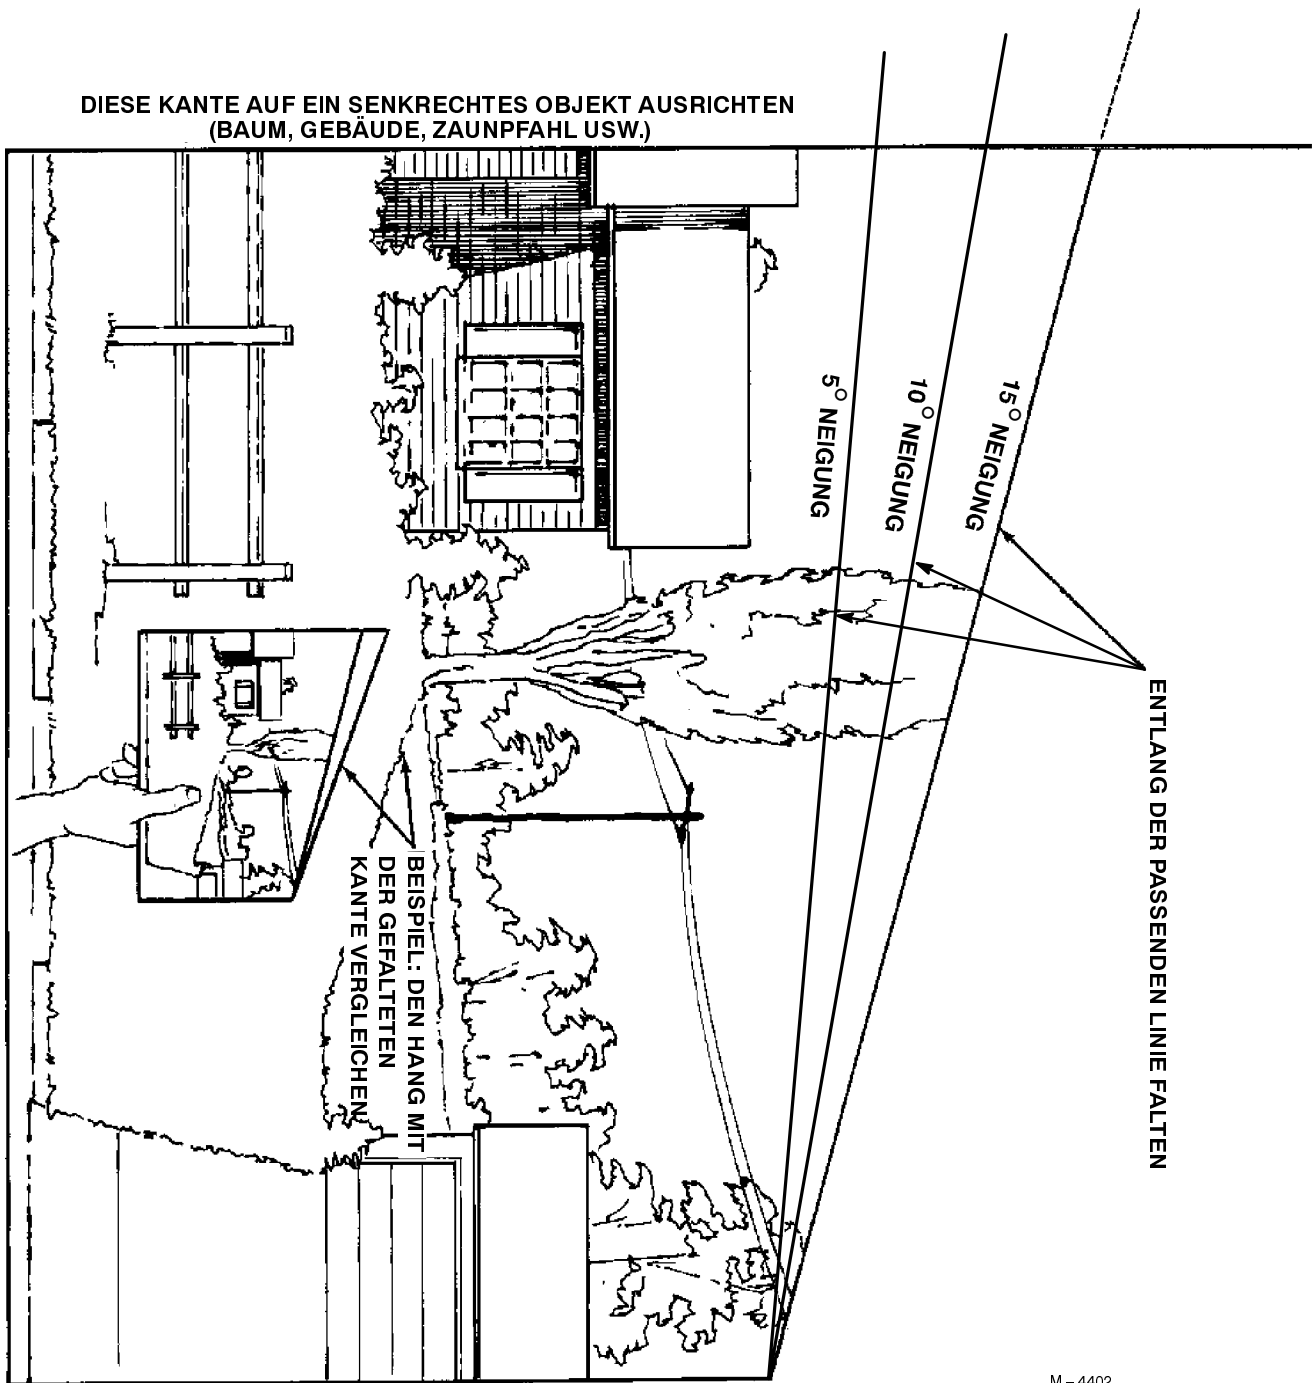 DIESE KANTE AUF EIN SENKRECHTES OBJEKT AUSRICHTEN
(BAUM, GEBÄUDE, ZAUNPFAHL USW.)
15° NEIGUNG
10° NEIGUNG
5° NEIGUNG
ENTLANG DER PASSENDEN LINIE FALTEN
BEISPIEL: DEN HANG MIT
DER GEFALTETEN
KANTE VERGLEICHEN
M – 4402